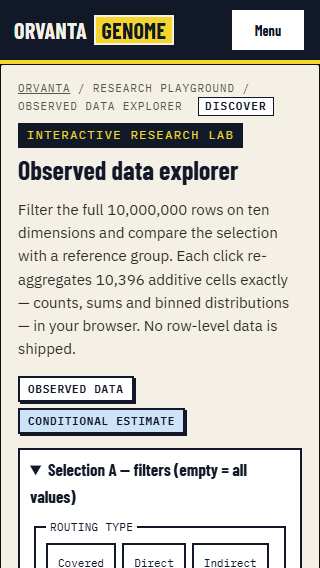 ORVANTA GENOME Menu
ORVANTA / RESEARCH PLAYGROUND /
OBSERVED DATA EXPLORER DISCOVER
INTERACTIVE RESEARCH LAB
Observed data explorer
Filter the full 10,000,000 rows on ten
dimensions and compare the selection
with a reference group. Each click re-
aggregates 10,396 additive cells exactly
— counts, sums and binned distributions
— in your browser. No row-level data is
shipped.
OBSERVED DATA
CONDITIONAL ESTIMATE
▼ Selection A — filters (empty = all
values)
ROUTING TYPE
Covered Direct Indirect